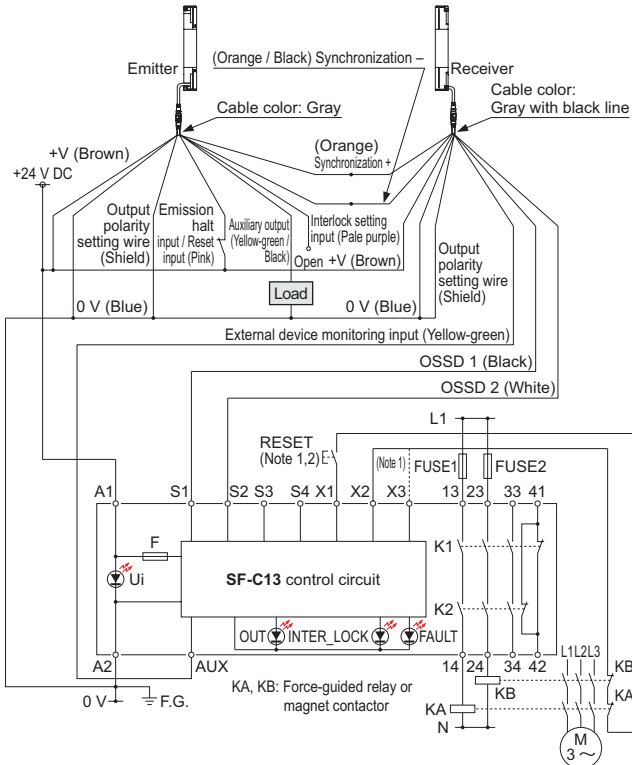 (Orange / Black) Synchronization –
Emitter
Receiver
Cable color: Gray
Cable color:
Gray with black line
+V (Brown)
(Orange)
Synchronization +
+24 V DC
Output
polarity
setting wire
(Shield)
Emission
halt
input / Reset
input (Pink)
Auxiliary output
(Yellow-green /
Black)
Interlock setting
input (Pale purple)
Open
+V (Brown)
Output
polarity
setting wire
(Shield)
Load
0 V (Blue)
0 V (Blue)
External device monitoring input (Yellow-green)
OSSD 1 (Black)
OSSD 2 (White)
L1
RESET
(Note 1,2)
(Note 1)
FUSE1
FUSE2
A1 S1 S2 S3 S4 X1 X2 X3 13 23 33 41
F
Ui
K1
SF-C13 control circuit
K2
OUT INTER_LOCK FAULT
A2 AUX 14 24 34 42
L1L2L3
KA, KB: Force-guided relay or
magnet contactor
KB
KB
KA
KA
0 V
F.G.
N
M
3 ~